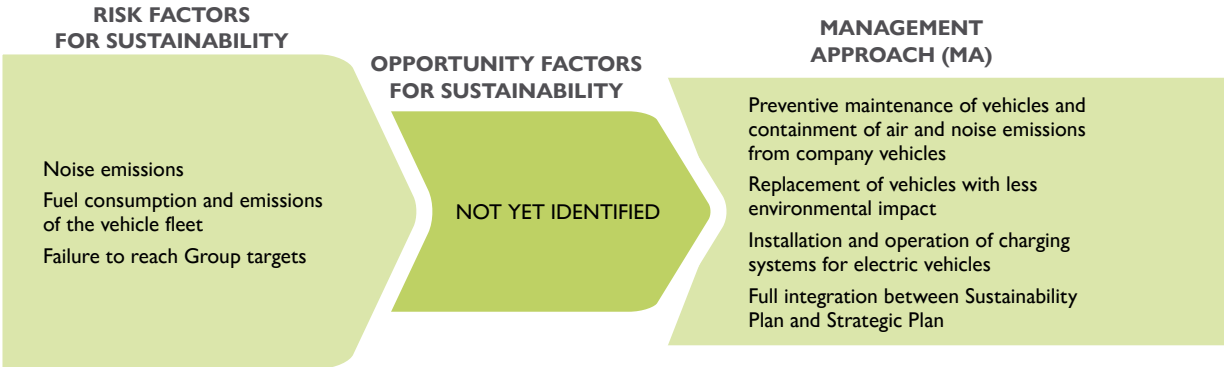 RISK FACTORS
FOR SUSTAINABILITY
Noise emissions
Fuel consumption and emissions
of the vehicle fleet
Failure to reach Group targets
OPPORTUNITY FACTORS
FOR SUSTAINABILITY
NOT YET IDENTIFIED
MANAGEMENT
APPROACH (MA)
Preventive maintenance of vehicles and
containment of air and noise emissions
from company vehicles
Replacement of vehicles with less
environmental impact
Installation and operation of charging
systems for electric vehicles
Full integration between Sustainability
Plan and Strategic Plan